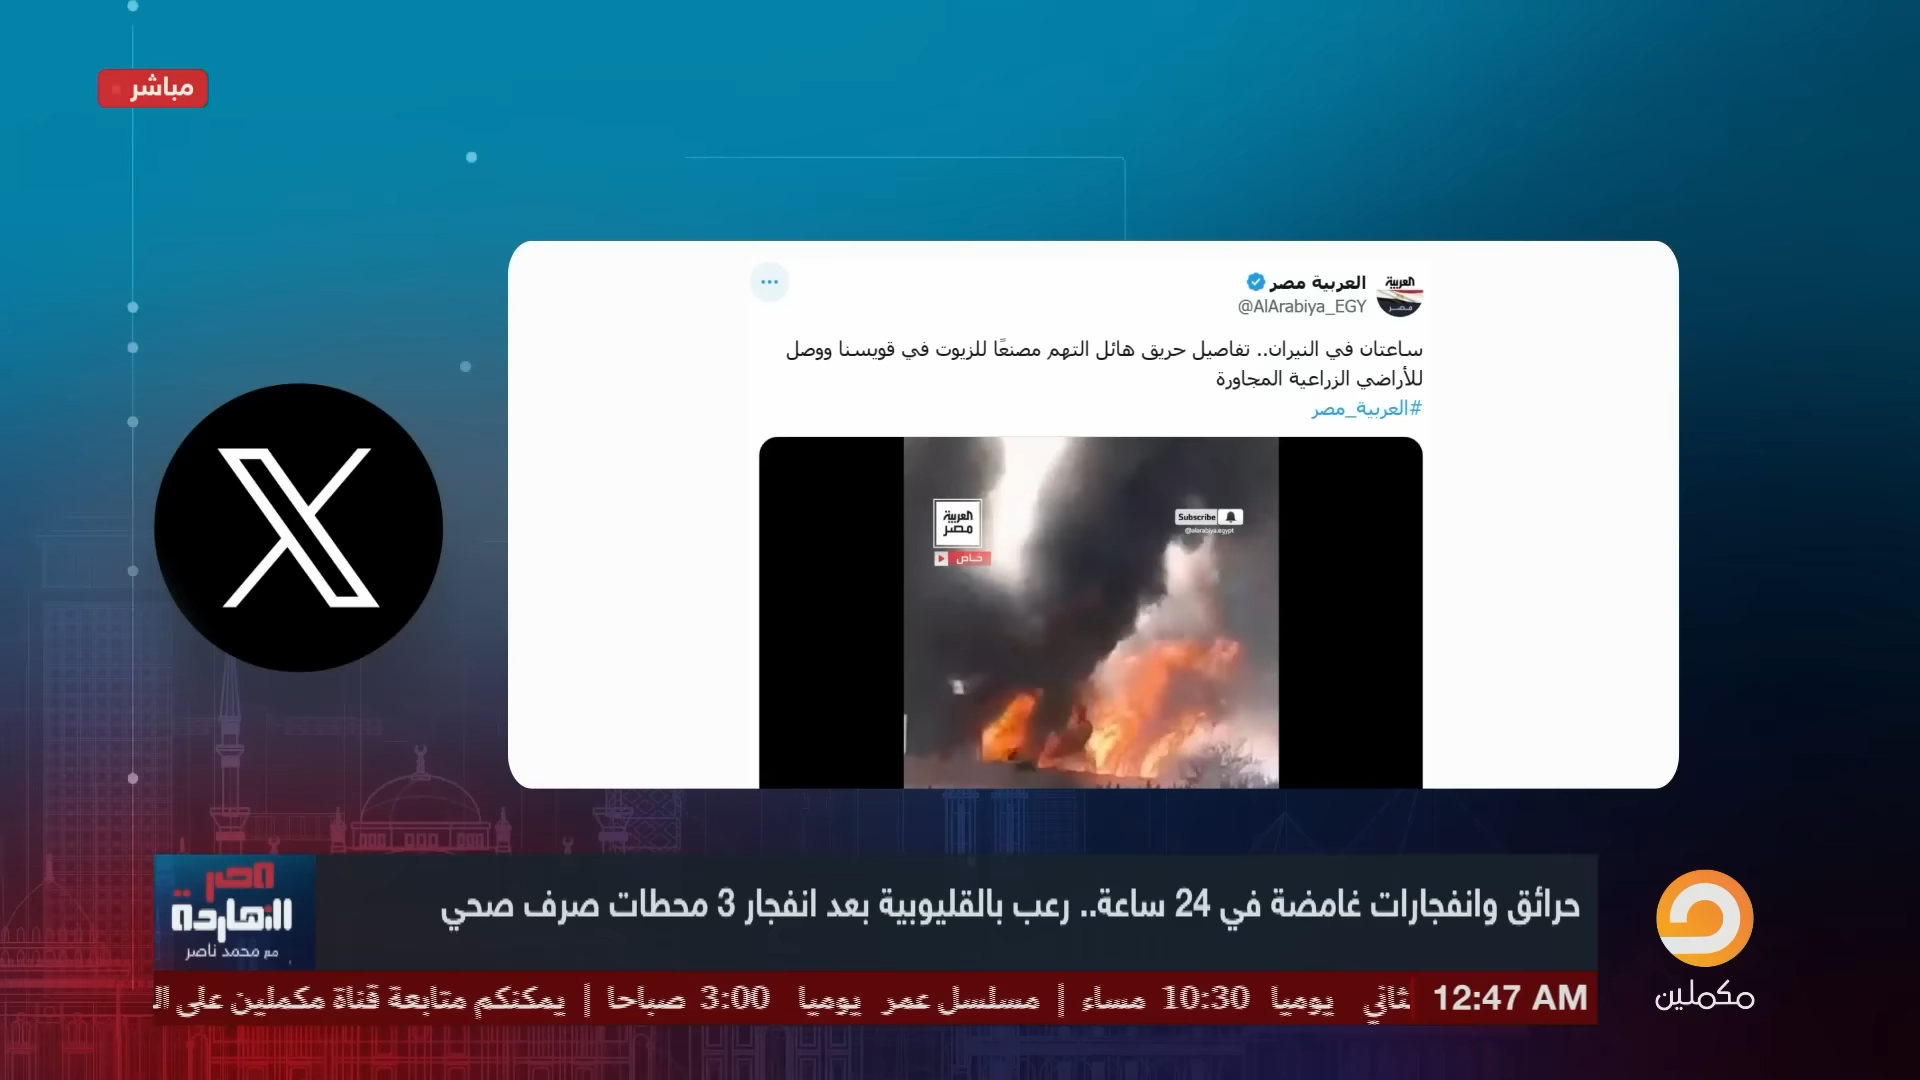 مباشر
العربية مصر
@AlArabiya_EGY
ساعتان في النيران.. تفاصيل حريق هائل التهم مصنعًا للزيوت في قويسنا ووصل
للأراضي الزراعية المجاورة
#العربية_مصر
العربية مصر
خاص
Subscribe
@alarabiya.egypt
حرائق وانفجارات غامضة في 24 ساعة.. رعب بالقليوبية بعد انفجار 3 محطات صرف صحي
مصر النهاردة
مع محمد ناصر
12:47 AM
يوميا 10:30 مساء | مسلسل عمر يوميا 3:00 صباحا | يمكنكم متابعة قناة مكملين على
مكملين